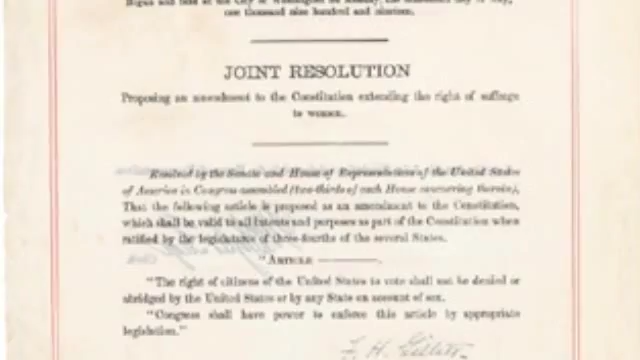 Begun and held at the City of Washington on Monday, the nineteenth day of May,
one thousand nine hundred and nineteen.
JOINT RESOLUTION
Proposing an amendment to the Constitution extending the right of suffrage
to women.
Resolved by the Senate and House of Representatives of the United States
of America in Congress assembled (two-thirds of each House concurring therein),
That the following article is proposed as an amendment to the Constitution,
which shall be valid to all intents and purposes as part of the Constitution when
ratified by the legislatures of three-fourths of the several States.
"ARTICLE ———.
"The right of citizens of the United States to vote shall not be denied or
abridged by the United States or by any State on account of sex.
"Congress shall have power to enforce this article by appropriate
legislation."
F. H. Gillett